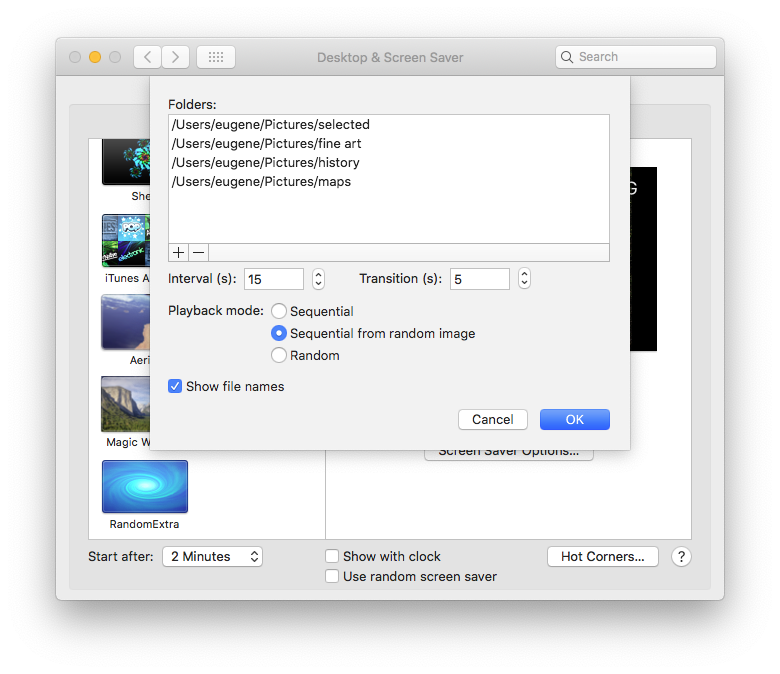 Desktop & Screen Saver
Search
Folders:
/Users/eugene/Pictures/selected
/Users/eugene/Pictures/fine art
/Users/eugene/Pictures/history
/Users/eugene/Pictures/maps
+ −
Interval (s): 15 Transition (s): 5
Playback mode: Sequential
Sequential from random image
Random
Show file names
Cancel OK
She
G
iTunes A
electronic
Aeri
Magic W
Screen Saver Options...
RandomExtra
Start after: 2 Minutes
Show with clock
Hot Corners... ?
Use random screen saver